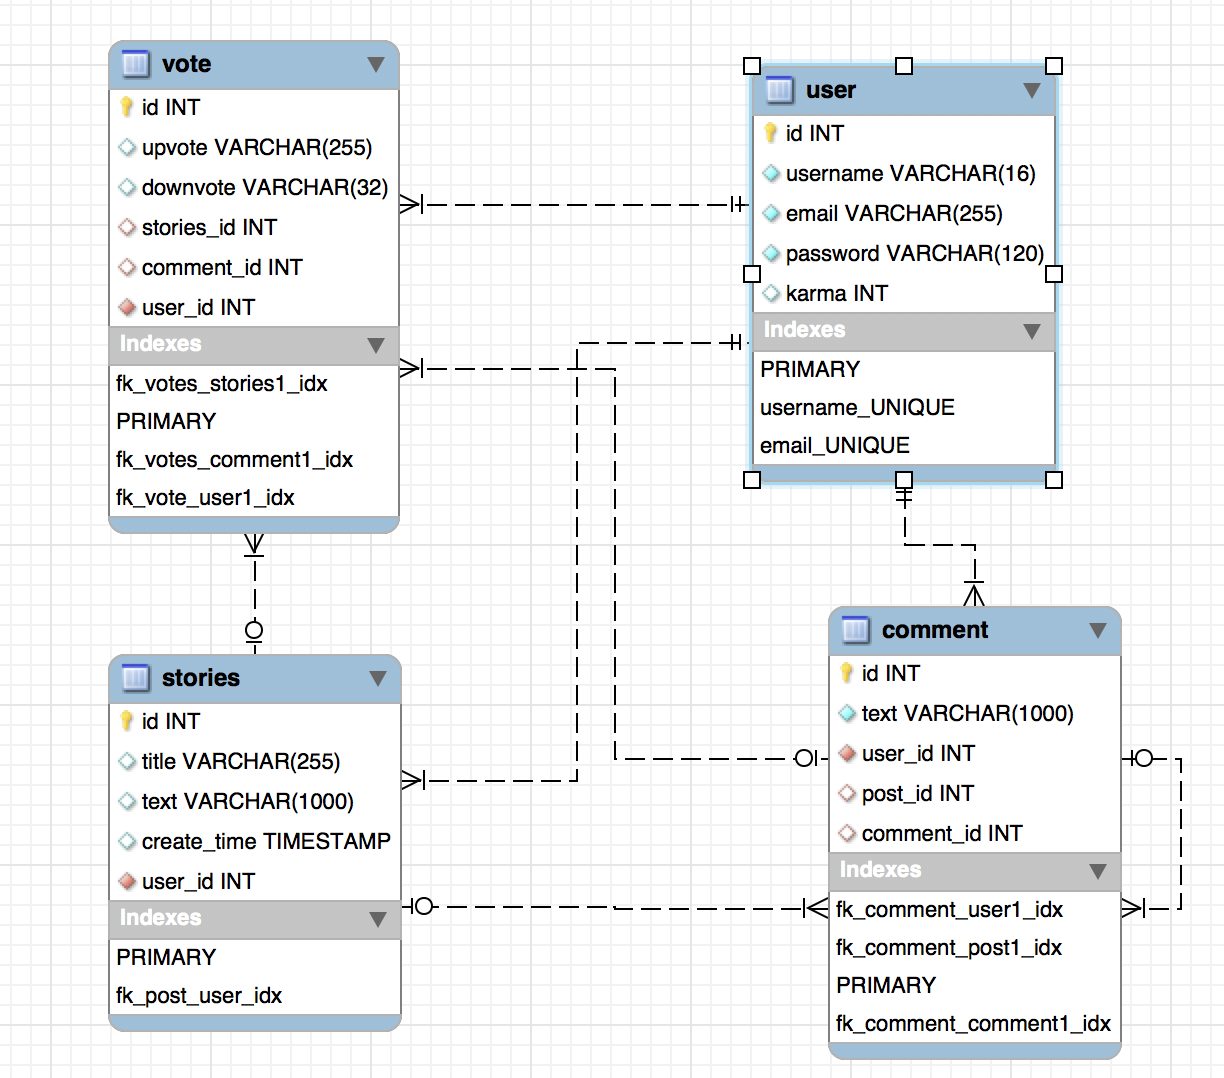 vote
id INT
upvote VARCHAR(255)
downvote VARCHAR(32)
stories_id INT
comment_id INT
user_id INT
Indexes
fk_votes_stories1_idx
PRIMARY
fk_votes_comment1_idx
fk_vote_user1_idx
user
id INT
username VARCHAR(16)
email VARCHAR(255)
password VARCHAR(120)
karma INT
Indexes
PRIMARY
username_UNIQUE
email_UNIQUE
stories
id INT
title VARCHAR(255)
text VARCHAR(1000)
create_time TIMESTAMP
user_id INT
Indexes
PRIMARY
fk_post_user_idx
comment
id INT
text VARCHAR(1000)
user_id INT
post_id INT
comment_id INT
Indexes
fk_comment_user1_idx
fk_comment_post1_idx
PRIMARY
fk_comment_comment1_idx